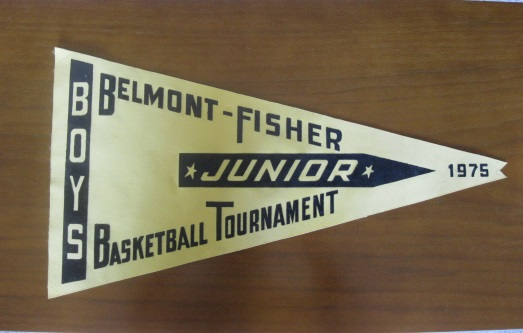 BOYS
BELMONT-FISHER
JUNIOR
1975
BASKETBALL TOURNAMENT